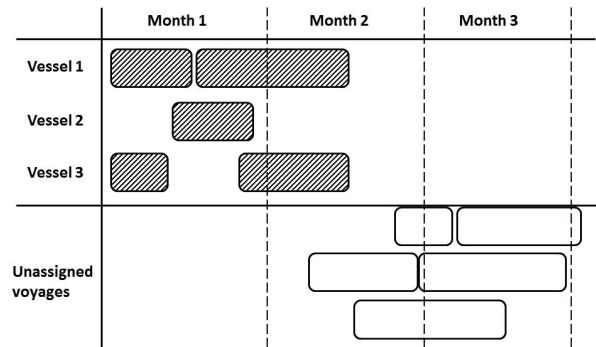 Month 1 Month 2 Month 3
Vessel 1
Vessel 2
Vessel 3
Unassigned
voyages